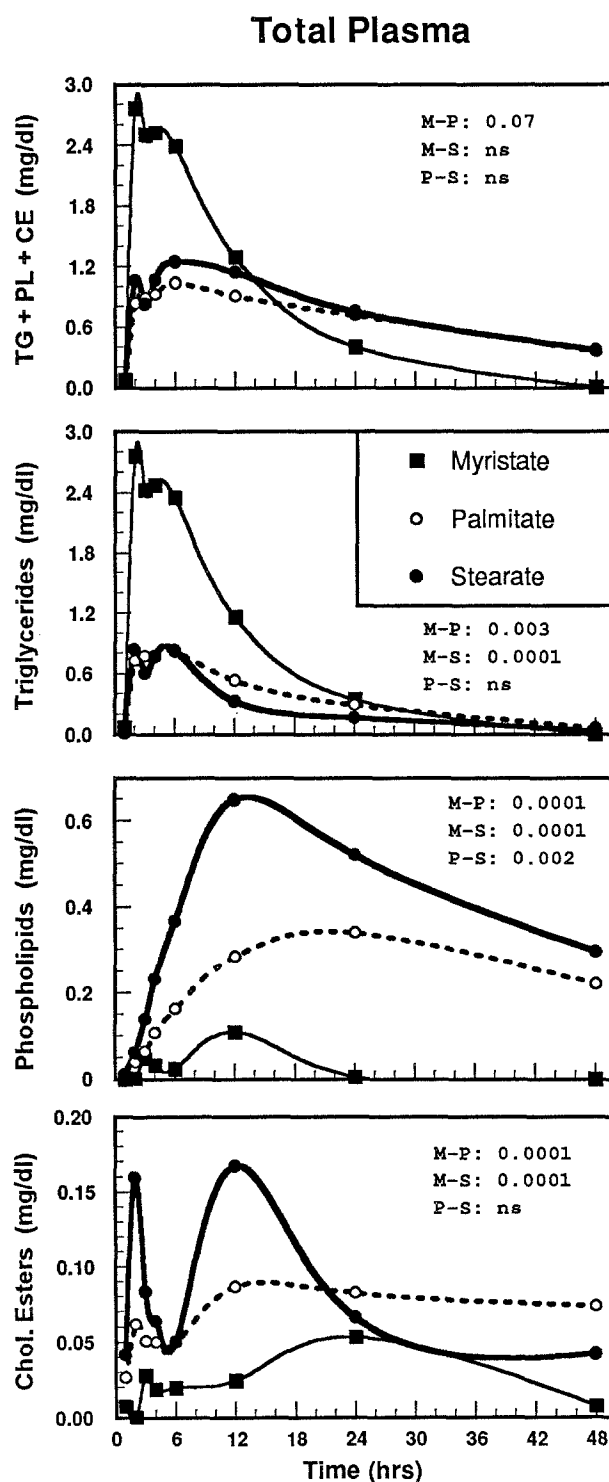 Total Plasma
TG + PL + CE (mg/dl)
3.0
2.4
1.8
1.2
0.6
0.0
M-P: 0.07
M-S: ns
P-S: ns
Triglycerides (mg/dl)
3.0
2.4
1.8
1.2
0.6
0.0
Myristate
Palmitate
Stearate
M-P: 0.003
M-S: 0.0001
P-S: ns
Phospholipids (mg/dl)
0.6
0.4
0.2
0
M-P: 0.0001
M-S: 0.0001
P-S: 0.002
Chol. Esters (mg/dl)
0.20
0.15
0.10
0.05
0.00
M-P: 0.0001
M-S: 0.0001
P-S: ns
0 6 12 18 24 30 36 42 48
Time (hrs)